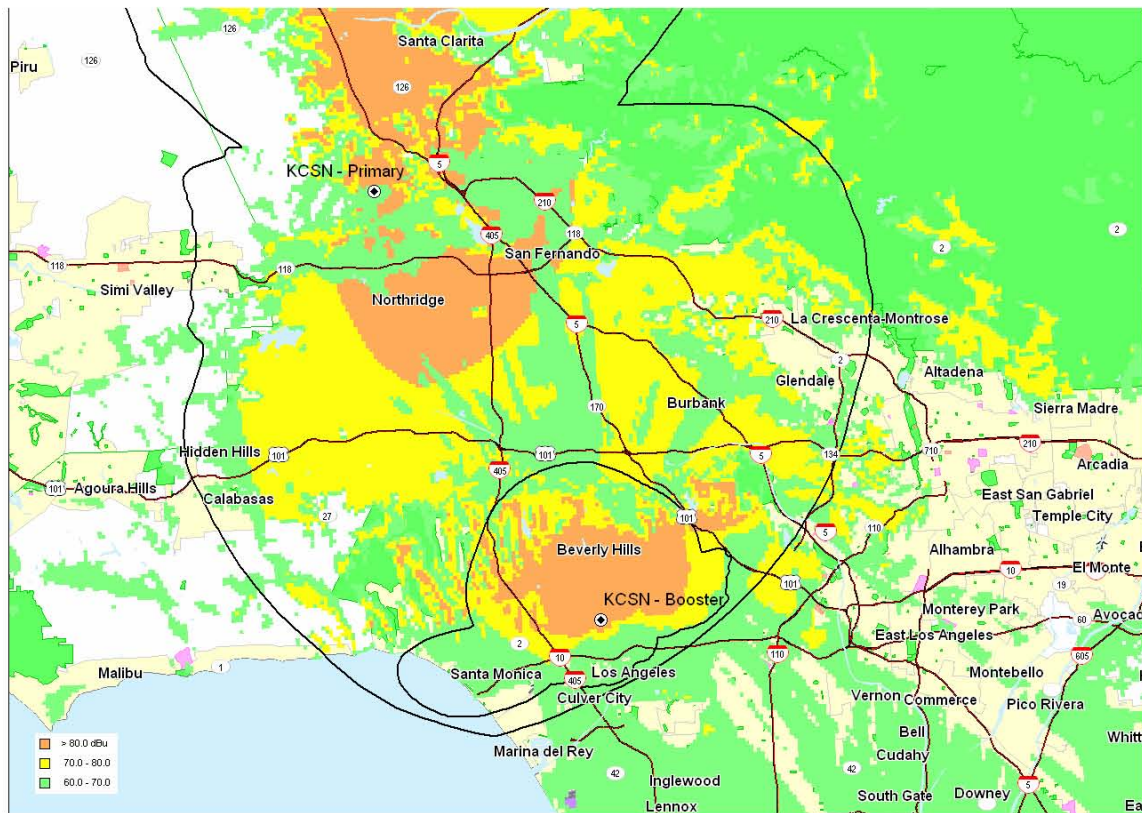 126
Santa Clarita
126
Piru
126
5
KCSN - Primary
210
405
118
2
2
San Fernando
118
118
Simi Valley
Northridge
5
210
La Crescenta-Montrose
2
Altadena
Glendale
Sierra Madre
170
Burbank
210
Arcadia
Hidden Hills
101
101
405
5
134
710
101
Agoura Hills
Calabasas
East San Gabriel
Temple City
27
101
5
110
Beverly Hills
Alhambra
10
El Monte
101
19
KCSN - Booster
Monterey Park
60
Avocad
East Los Angeles
2
10
110
605
Malibu
1
Santa Monica
Los Angeles
Montebello
405
Culver City
Vernon
Commerce
Pico Rivera
Bell
Whitt
Marina del Rey
Cudahy
42
42
Inglewood
5
South Gate
Downey
Lennox
Ea
> 80.0 dBu
70.0 - 80.0
60.0 - 70.0